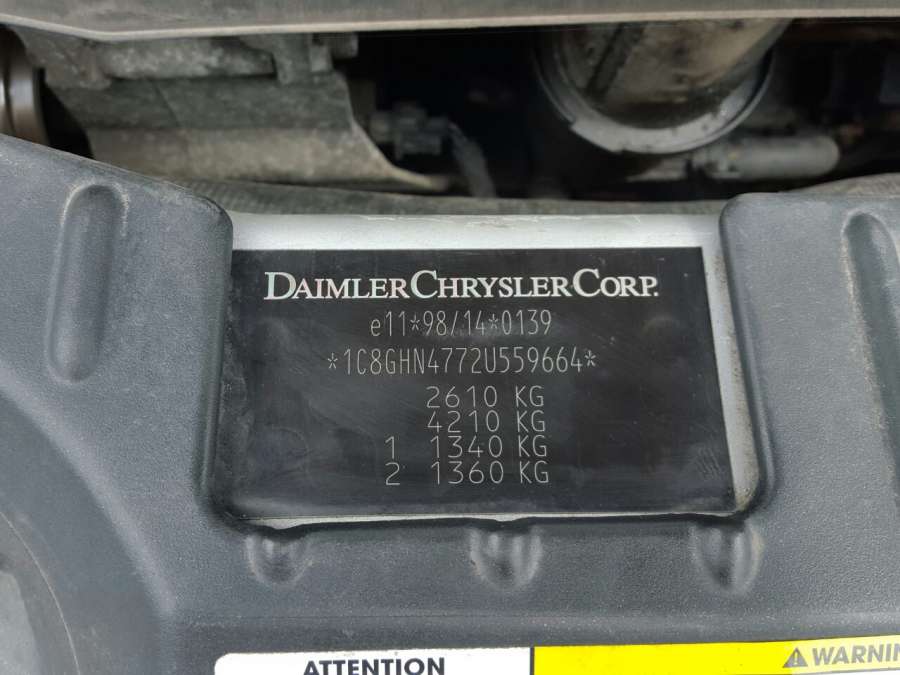 DAIMLERCHRYSLERCORP.
e11*98/14*0139
*1C8GHN4772U559664*
2610 KG
4210 KG
1 1340 KG
2 1360 KG
ATTENTION
WARNIN